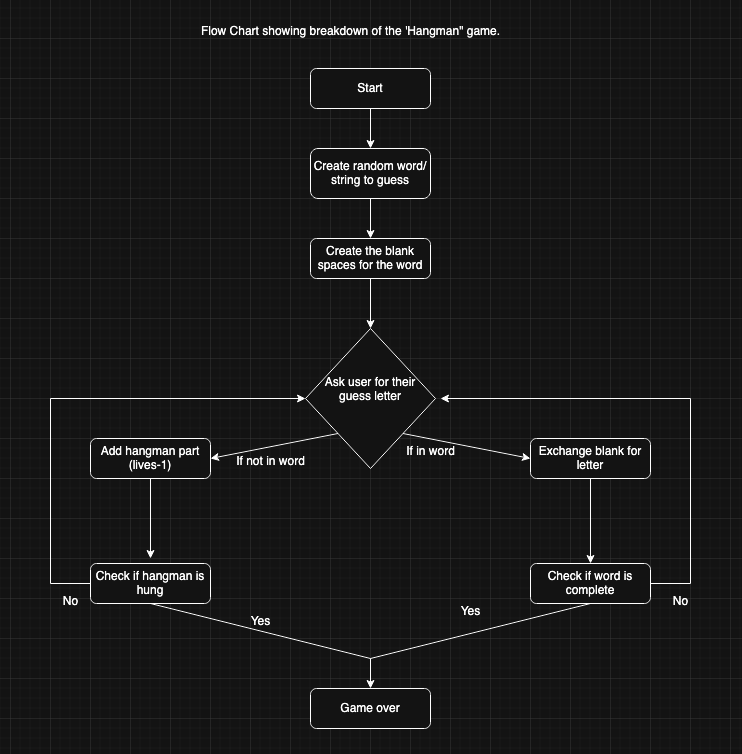 Flow Chart showing breakdown of the 'Hangman" game.
Start
Create random word/
string to guess
Create the blank
spaces for the word
Ask user for their
guess letter
Add hangman part
(lives-1)
If not in word
If in word
Exchange blank for
letter
Check if hangman is
hung
Check if word is
complete
No
Yes
Yes
No
Game over